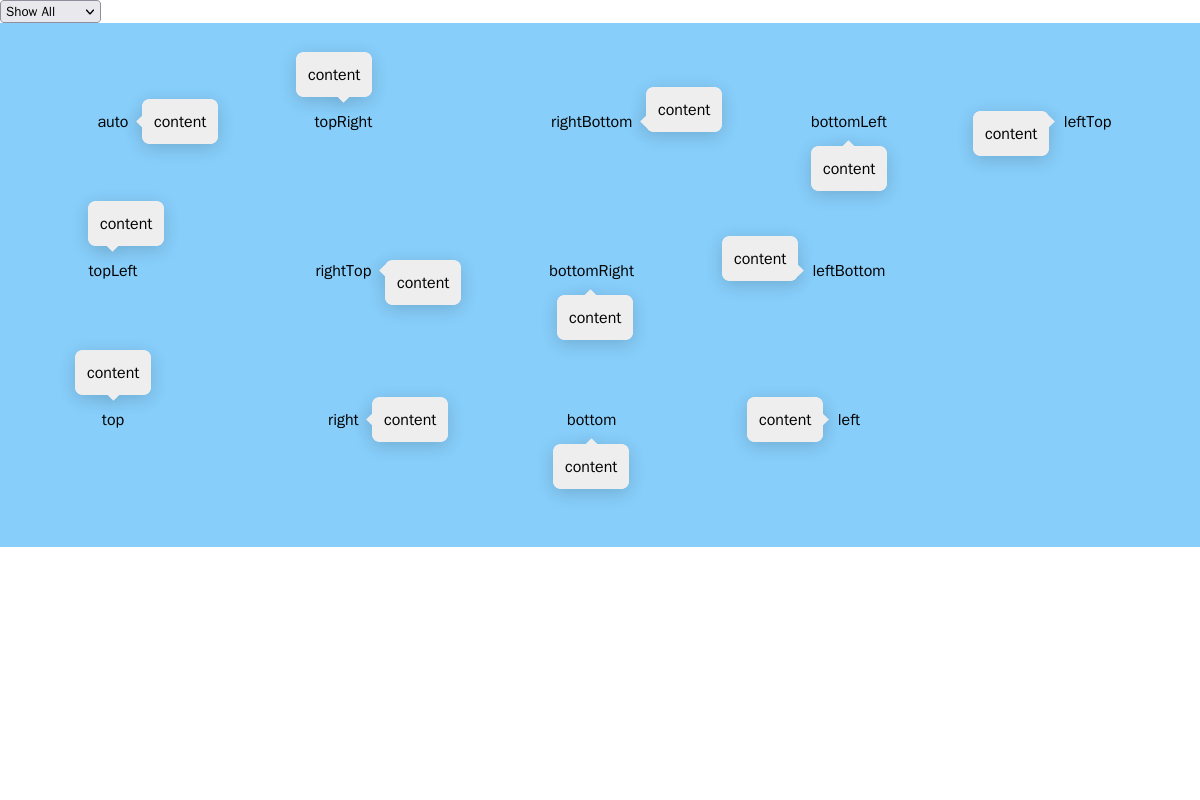 Show All
content
auto content
topRight
rightBottom content
bottomLeft
content
content leftTop
content
topLeft
rightTop content
bottomRight
content
content leftBottom
content
top
right content
bottom
content
content left